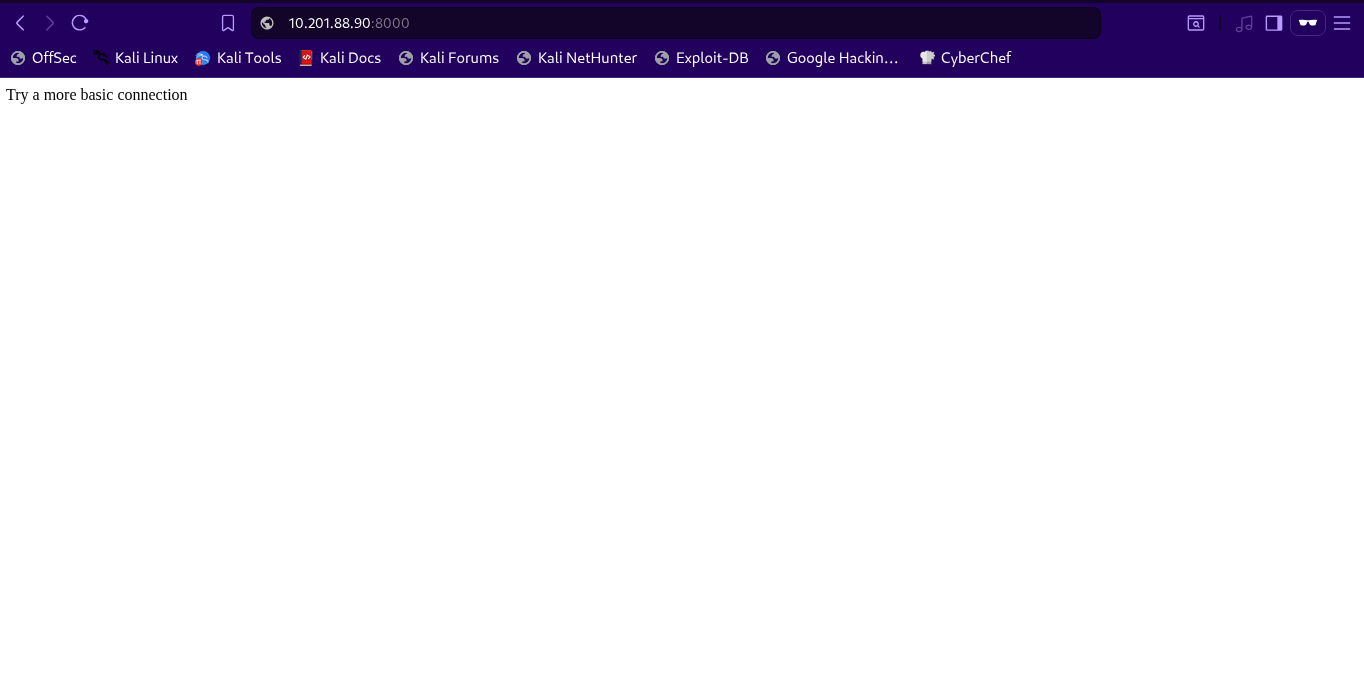 10.201.88.90:8000
OffSec Kali Linux Kali Tools Kali Docs Kali Forums Kali NetHunter Exploit-DB Google Hackin... CyberChef
Try a more basic connection